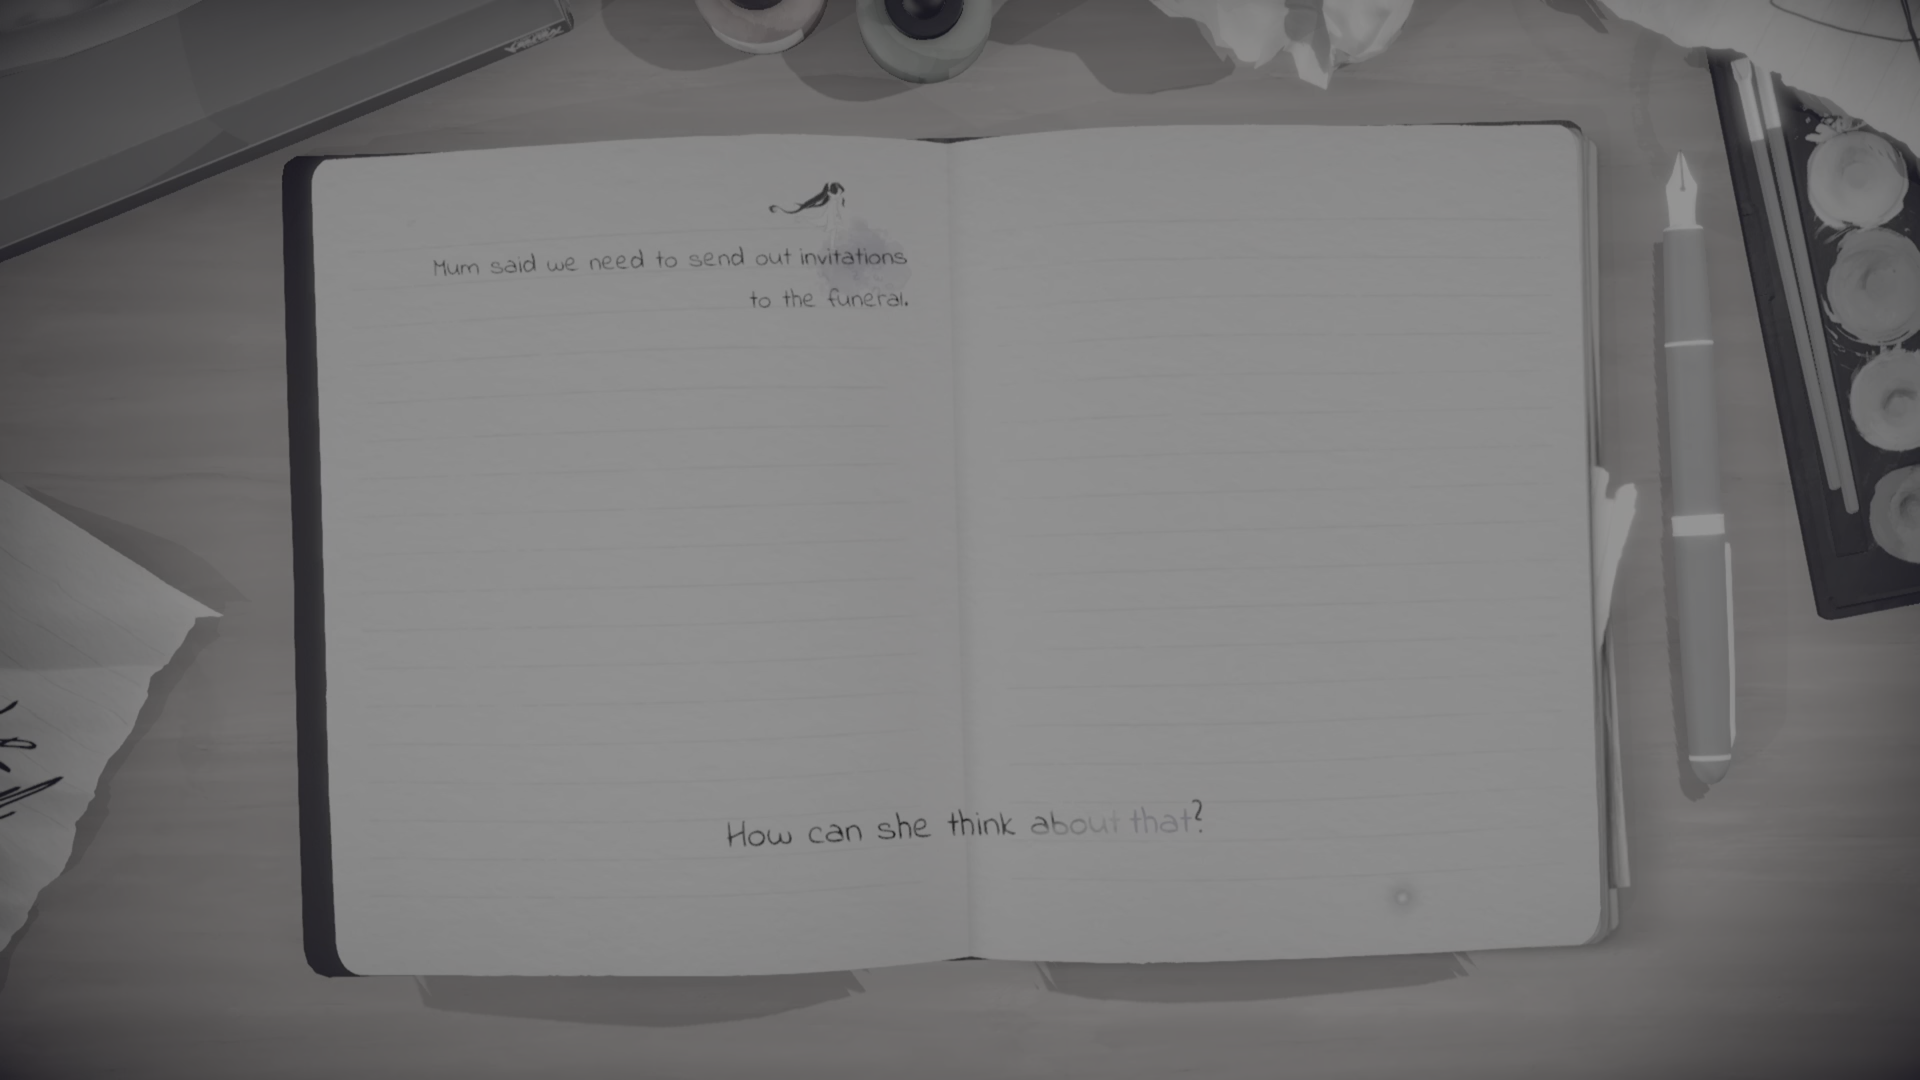 Mum said we need to send out invitations
to the funeral.
How can she think about that?